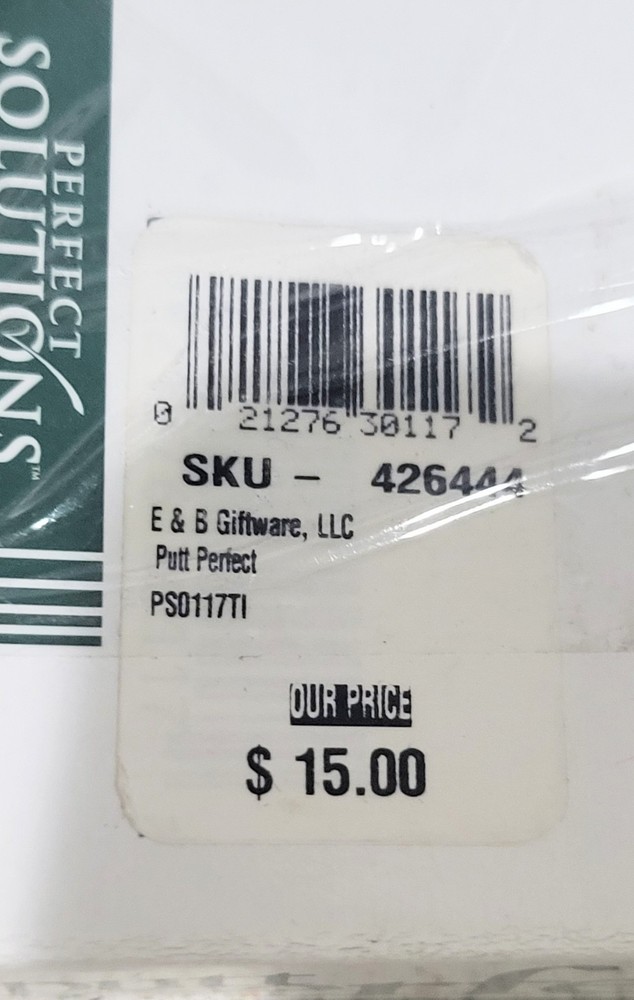 PERFECT
SOLUTIONS™
0 21276 30117 2
SKU - 426444
E & B Giftware, LLC
Putt Perfect
PS0117TI
OUR PRICE
$ 15.00